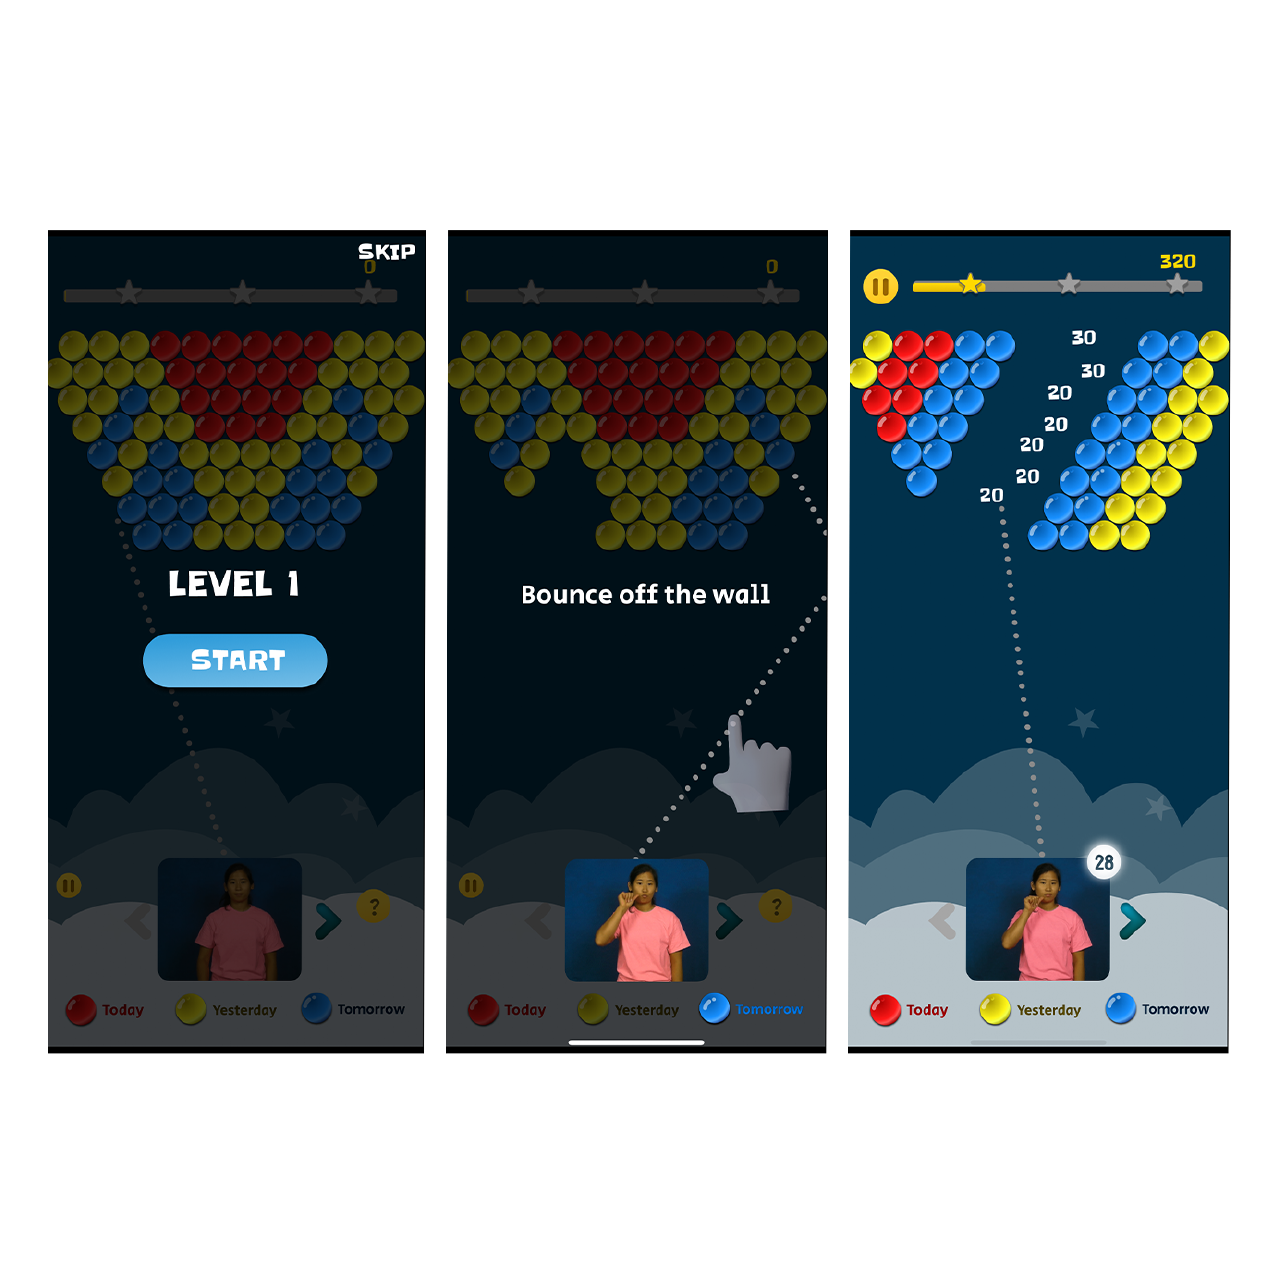 SKIP
0
LEVEL 1
START
?
Today
Yesterday
Tomorrow
0
Bounce off the wall
?
Today
Yesterday
Tomorrow
320
30
30
20
20
20
20
20
28
Today
Yesterday
Tomorrow